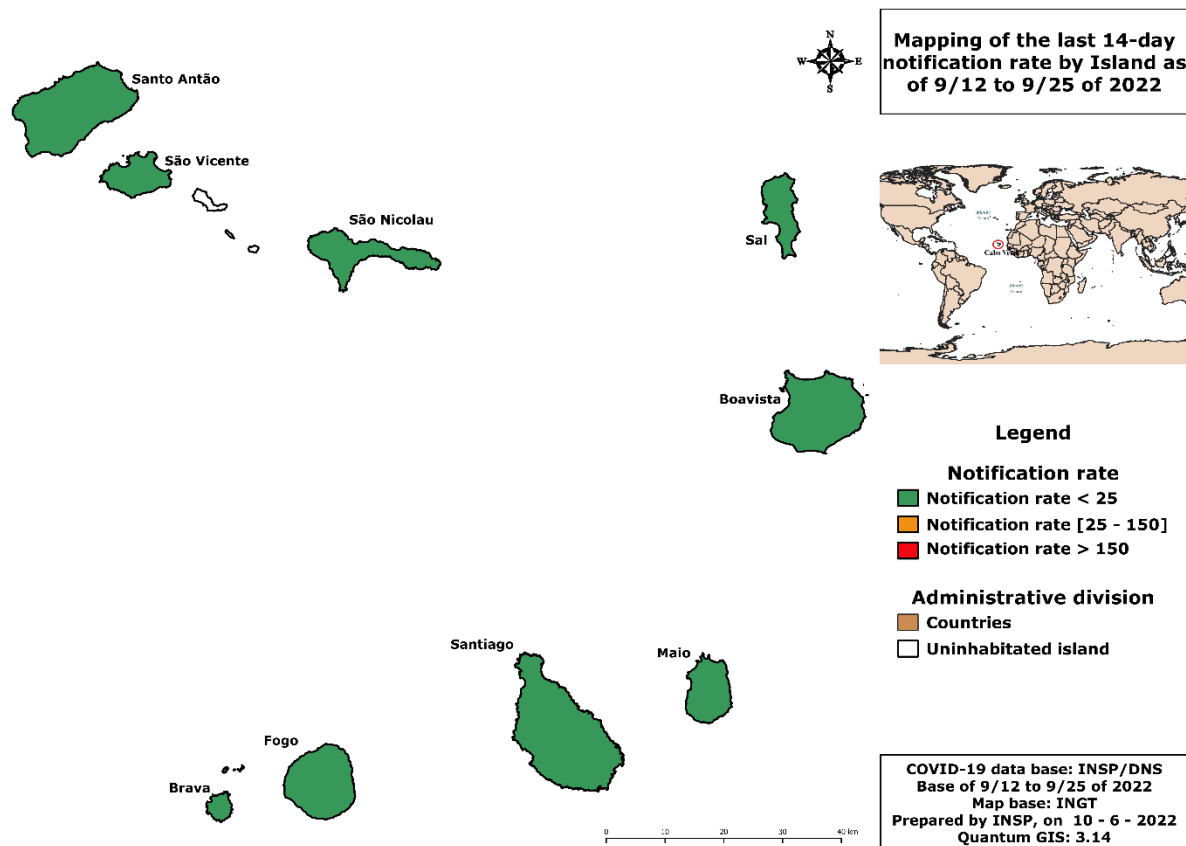 Mapping of the last 14-day
notification rate by Island as
of 9/12 to 9/25 of 2022
N
W E
S
Santo Antão
São Vicente
São Nicolau
Sal
Boavista
Cabo Verde
Legend
Notification rate
Notification rate < 25
Notification rate [25 - 150]
Notification rate > 150
Administrative division
Countries
Uninhabitated island
Santiago
Maio
Fogo
Brava
0 10 20 30 40 km
COVID-19 data base: INSP/DNS
Base of 9/12 to 9/25 of 2022
Map base: INGT
Prepared by INSP, on 10 - 6 - 2022
Quantum GIS: 3.14